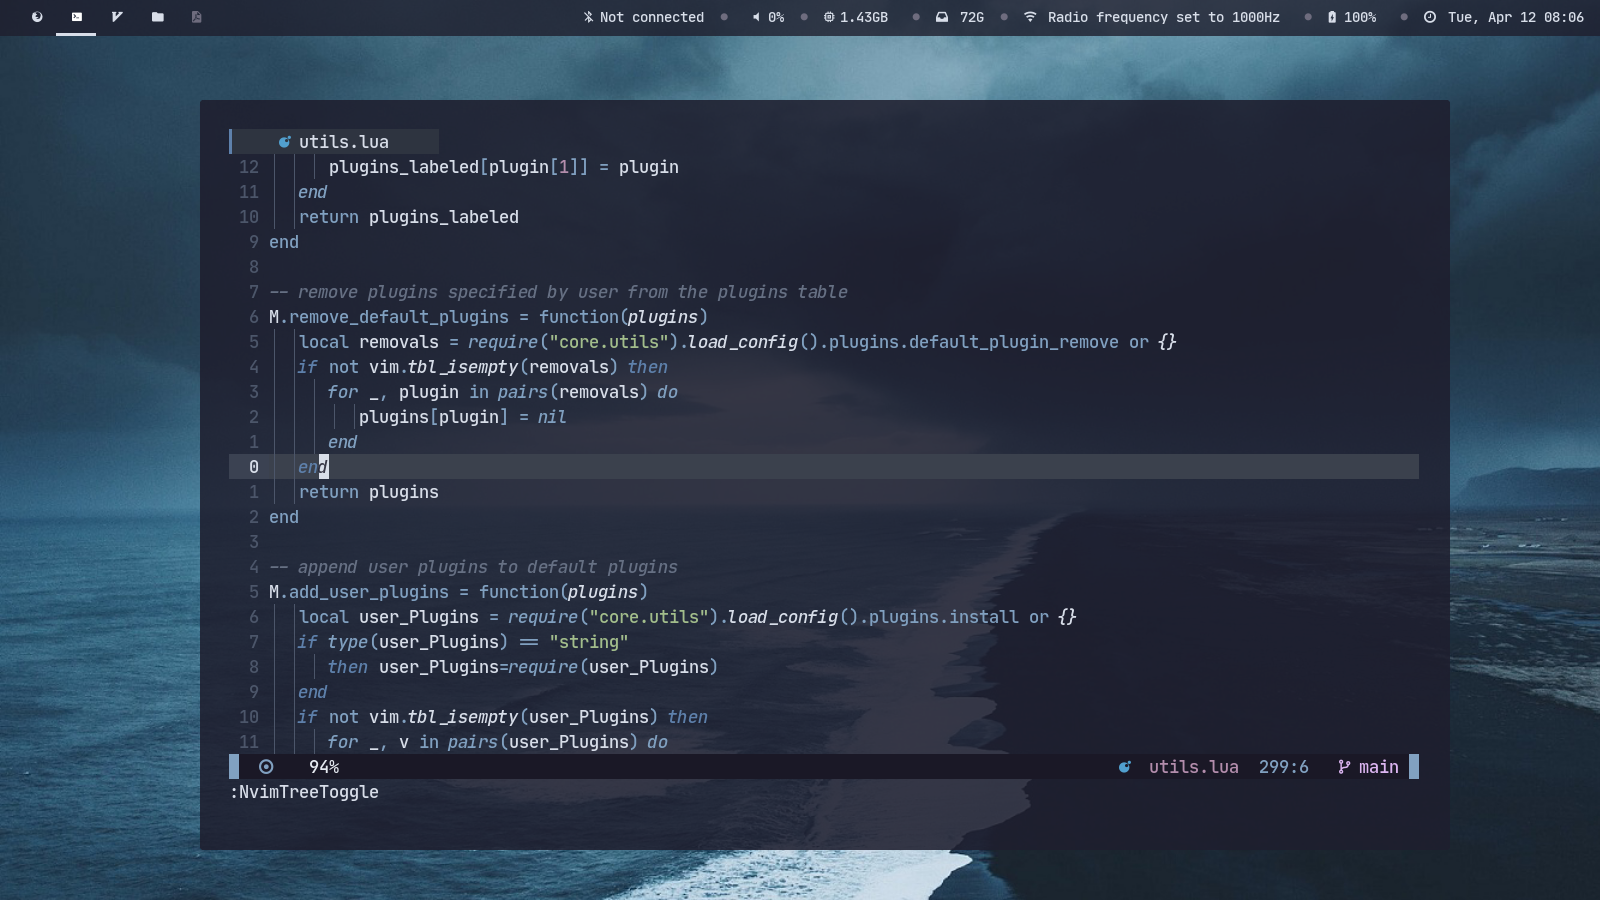 Not connected 0% 1.43GB 72G Radio frequency set to 1000Hz 100% Tue, Apr 12 08:06
utils.lua
12 plugins_labeled[plugin[1]] = plugin
11 end
10 return plugins_labeled
9 end
8
7 -- remove plugins specified by user from the plugins table
6 M.remove_default_plugins = function(plugins)
5 local removals = require("core.utils").load_config().plugins.default_plugin_remove or {}
4 if not vim.tbl_isempty(removals) then
3 for _, plugin in pairs(removals) do
2 plugins[plugin] = nil
1 end
0 end
1 return plugins
2 end
3
4 -- append user plugins to default plugins
5 M.add_user_plugins = function(plugins)
6 local user_Plugins = require("core.utils").load_config().plugins.install or {}
7 if type(user_Plugins) == "string"
8 then user_Plugins=require(user_Plugins)
9 end
10 if not vim.tbl_isempty(user_Plugins) then
11 for _, v in pairs(user_Plugins) do
94% utils.lua 299:6 main
:NvimTreeToggle